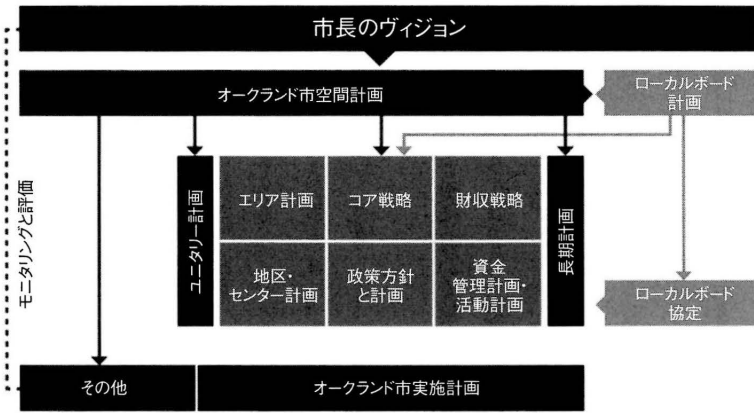 市長のヴィジョン
オークランド市空間計画
ローカルボード
計画
モニタリングと評価
ユニタリー計画
エリア計画
コア戦略
財収戦略
長期計画
地区・
センター計画
政策方針
と計画
資金
管理計画・
活動計画
ローカルボード
協定
その他
オークランド市実施計画